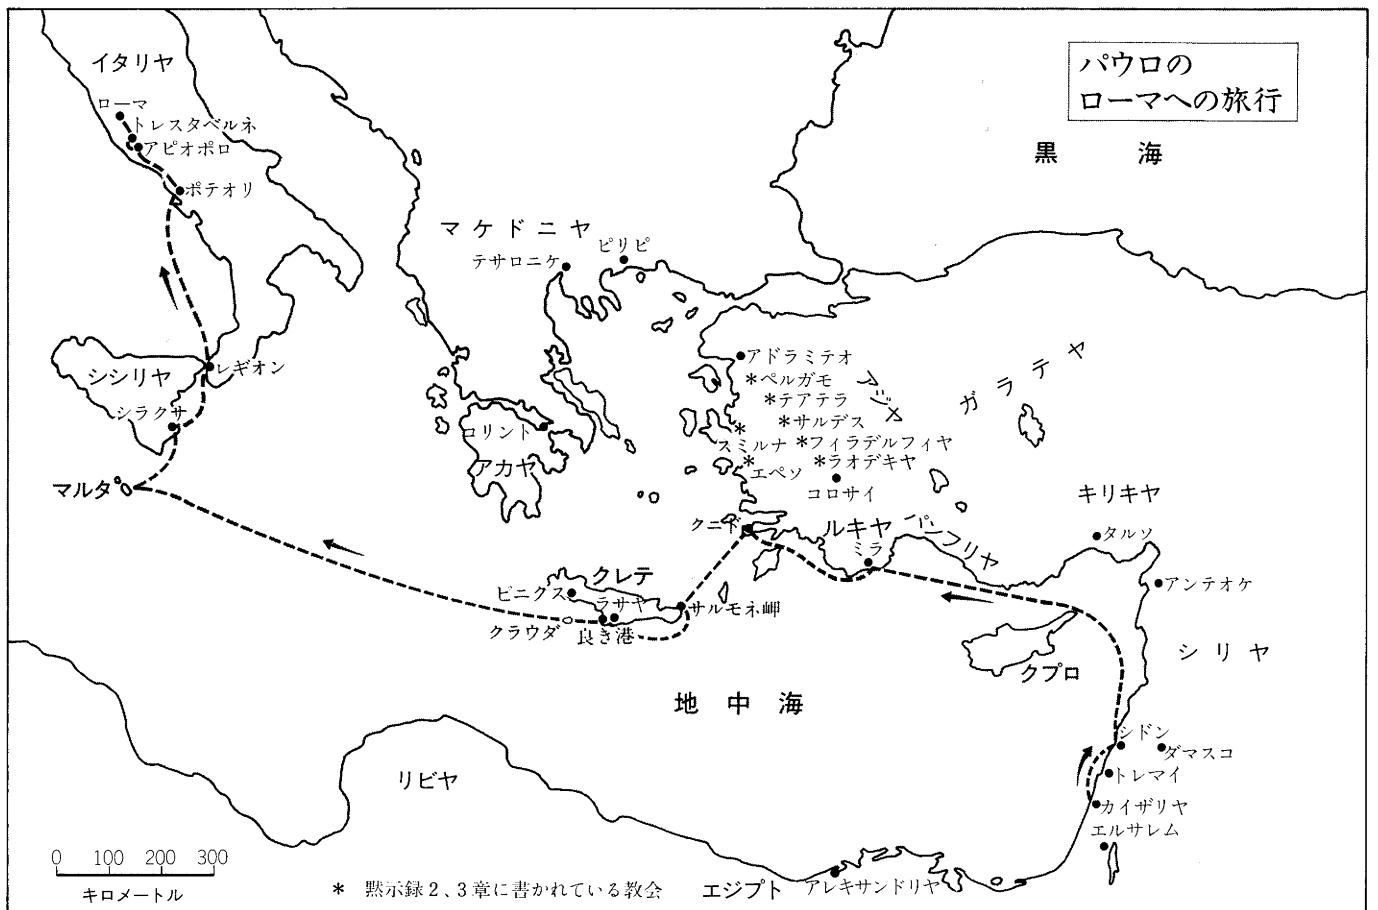 パウロの
ローマへの旅行
イタリヤ
ローマ
トレスタベルネ
アピオポロ
ポテオリ
黒海
マケドニヤ
ピリピ
テサロニケ
シシリヤ
レギオン
シラクサ
マルタ
コリント
アカヤ
アドラミテオ
*ペルガモ
*テアテラ
*サルデス
アジヤ
ガラテヤ
*
スミルナ
*フィラデルフィヤ
*
エペソ
*ラオデキヤ
コロサイ
キリキヤ
タルソ
アンテオケ
クニド
ルキヤ
パンフリヤ
ミラ
クレテ
ピニクス
ラサヤ
サルモネ岬
クラウダ
良き港
クプロ
シリヤ
地中海
シドン
ダマスコ
トレマイ
カイザリヤ
エルサレム
リビヤ
0 100 200 300
キロメートル
* 黙示録2、3章に書かれている教会
エジプト
アレキサンドリヤ